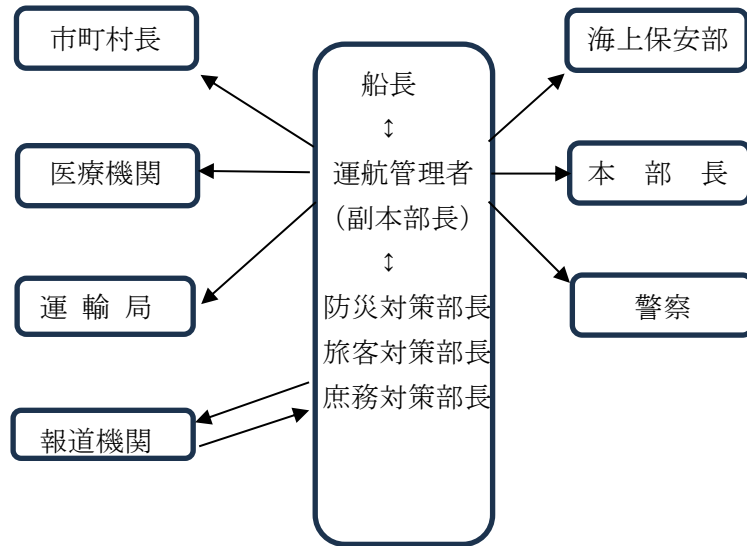 市町村長
医療機関
運 輸 局
報道機関
船長
↕
運航管理者
（副本部長）
↕
防災対策部長
旅客対策部長
庶務対策部長
海上保安部
本 部 長
警察